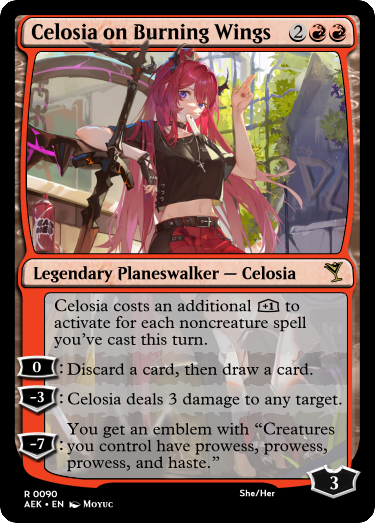 Celosia on Burning Wings 2
Legendary Planeswalker — Celosia
Celosia costs an additional +1 to
activate for each noncreature spell
you've cast this turn.
0: Discard a card, then draw a card.
-3: Celosia deals 3 damage to any target.
-7: You get an emblem with “Creatures
you control have prowess, prowess,
prowess, and haste.”
3
R 0090
She/Her
AEK • EN Moyuc